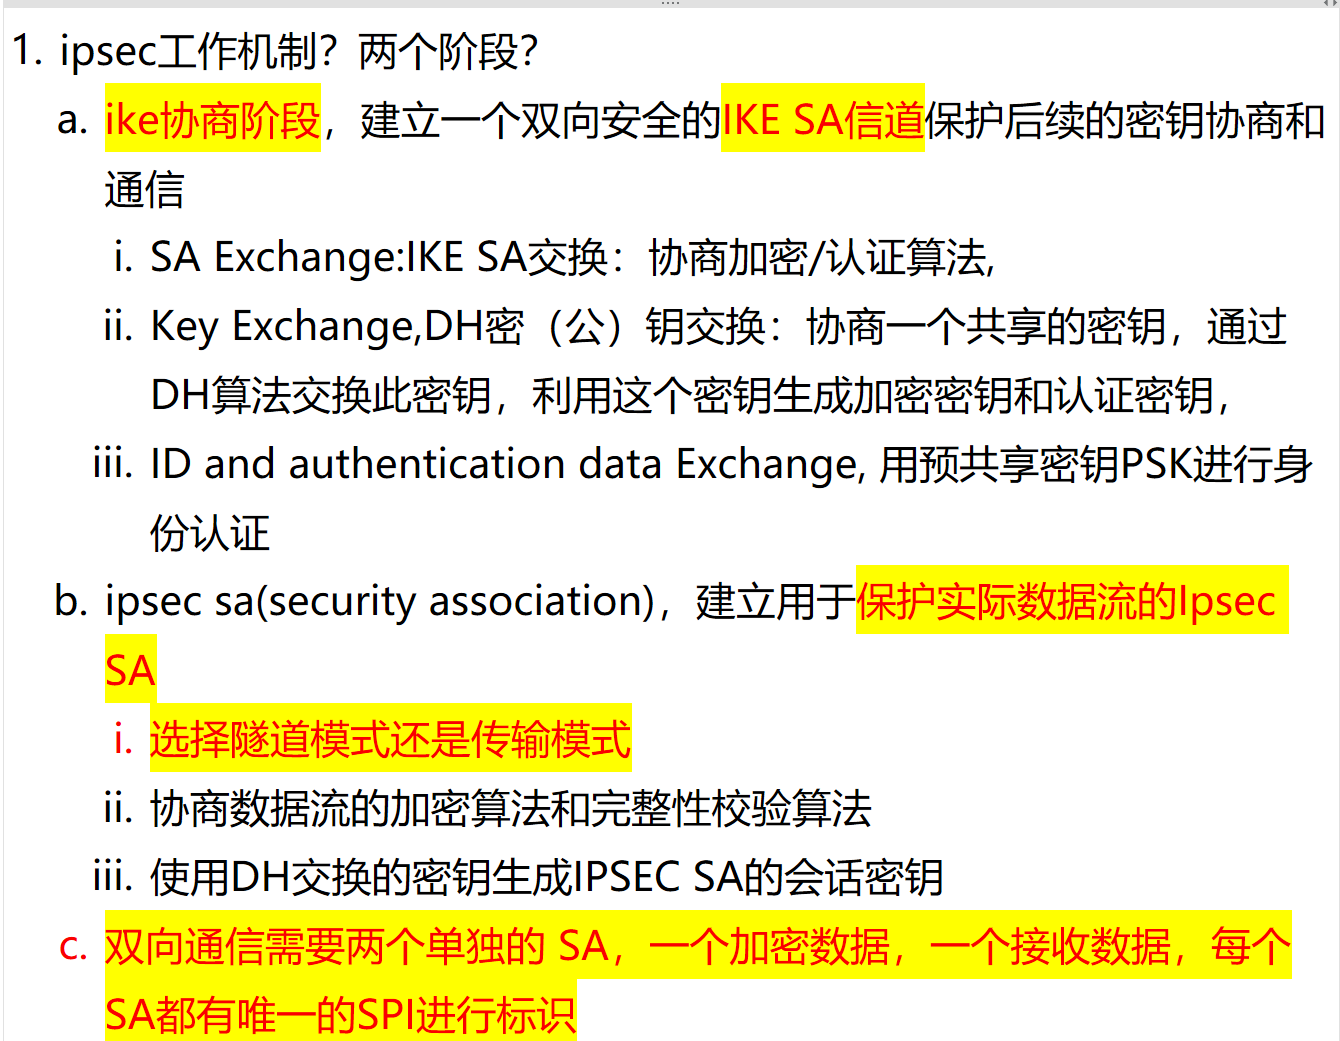 1. ipsec工作机制？两个阶段？
a. ike协商阶段，建立一个双向安全的IKE SA信道保护后续的密钥协商和
通信
i. SA Exchange:IKE SA交换：协商加密/认证算法,
ii. Key Exchange,DH密（公）钥交换：协商一个共享的密钥，通过
DH算法交换此密钥，利用这个密钥生成加密密钥和认证密钥，
iii. ID and authentication data Exchange, 用预共享密钥PSK进行身
份认证
b. ipsec sa(security association)，建立用于保护实际数据流的Ipsec
SA
i. 选择隧道模式还是传输模式
ii. 协商数据流的加密算法和完整性校验算法
iii. 使用DH交换的密钥生成IPSEC SA的会话密钥
c. 双向通信需要两个单独的 SA，一个加密数据，一个接收数据，每个
SA都有唯一的SPI进行标识